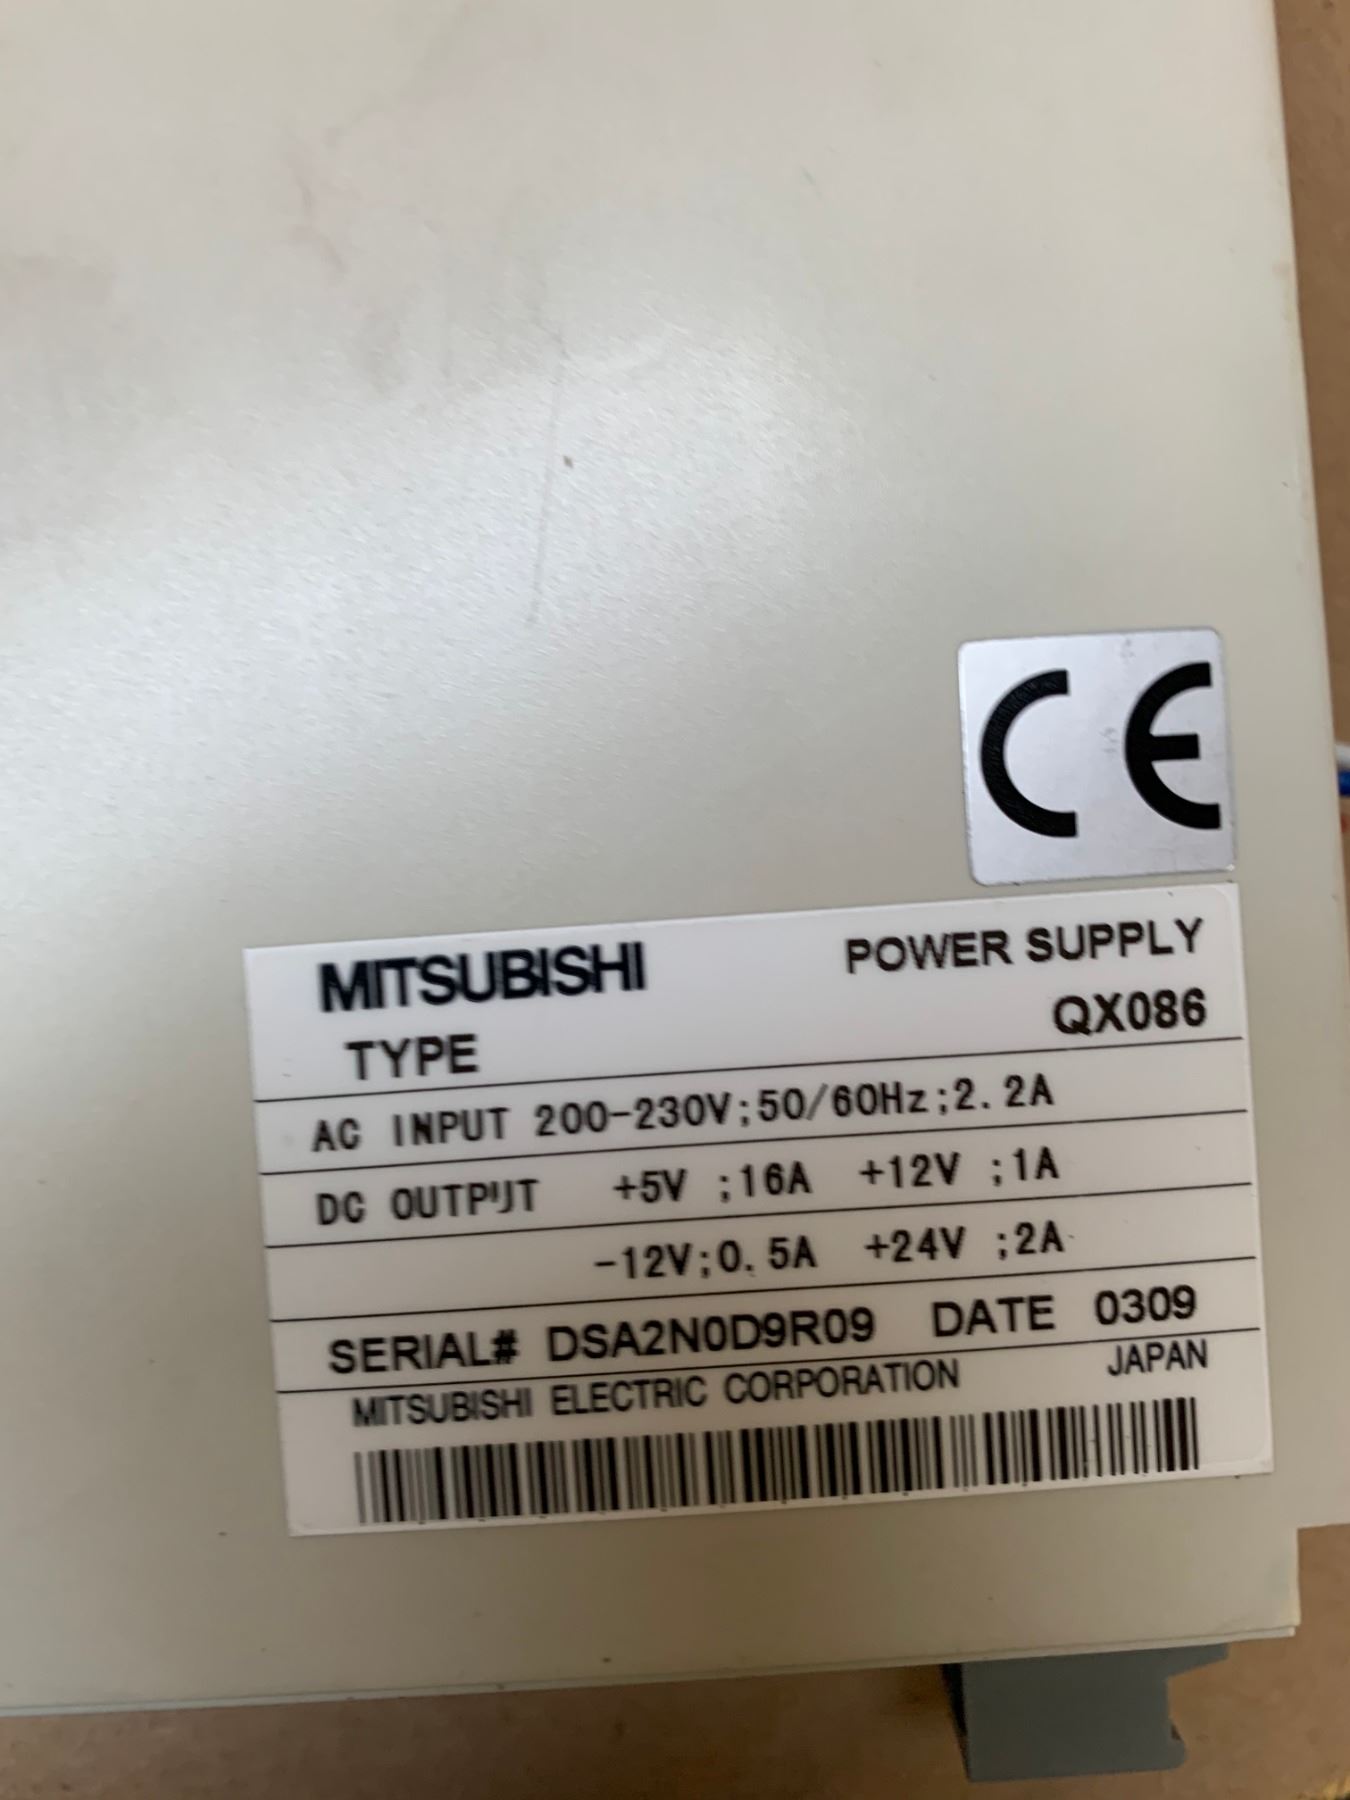 CE
MITSUBISHI POWER SUPPLY
TYPE QX086
AC INPUT 200-230V;50/60Hz;2.2A
DC OUTPUT +5V ;16A +12V ;1A
-12V;0.5A +24V ;2A
SERIAL# DSA2N0D9R09 DATE 0309
MITSUBISHI ELECTRIC CORPORATION JAPAN